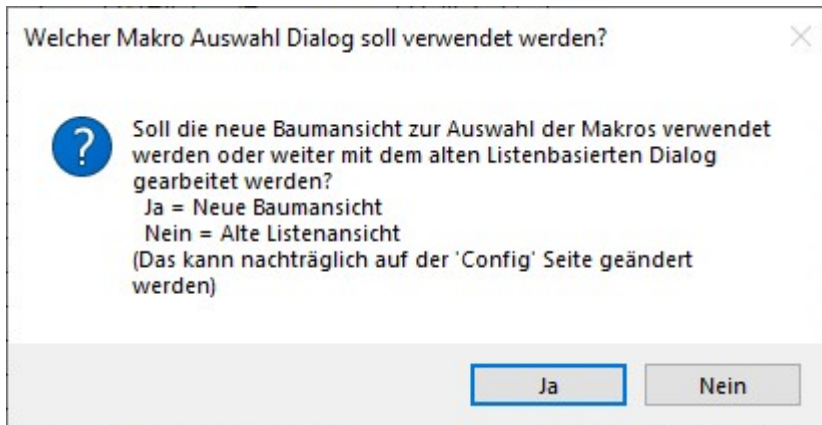 Welcher Makro Auswahl Dialog soll verwendet werden?
Soll die neue Baumansicht zur Auswahl der Makros verwendet
werden oder weiter mit dem alten Listenbasierten Dialog
gearbeitet werden?
Ja = Neue Baumansicht
Nein = Alte Listenansicht
(Das kann nachträglich auf der 'Config' Seite geändert
werden)
Ja
Nein